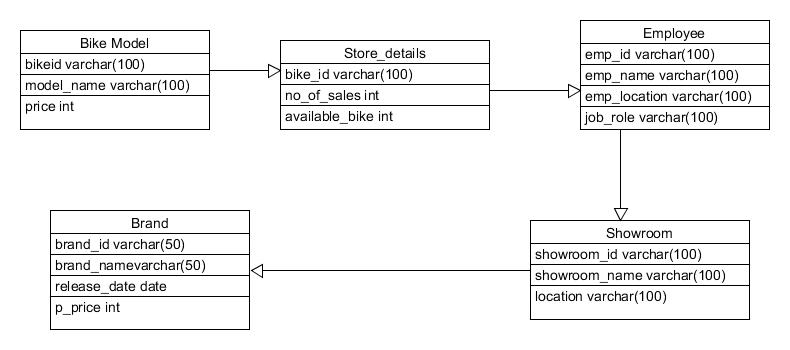 Bike Model
bikeid varchar(100)
model_name varchar(100)
price int
Store_details
bike_id varchar(100)
no_of_sales int
available_bike int
Employee
emp_id varchar(100)
emp_name varchar(100)
emp_location varchar(100)
job_role varchar(100)
Brand
brand_id varchar(50)
brand_namevarchar(50)
release_date date
p_price int
Showroom
showroom_id varchar(100)
showroom_name varchar(100)
location varchar(100)